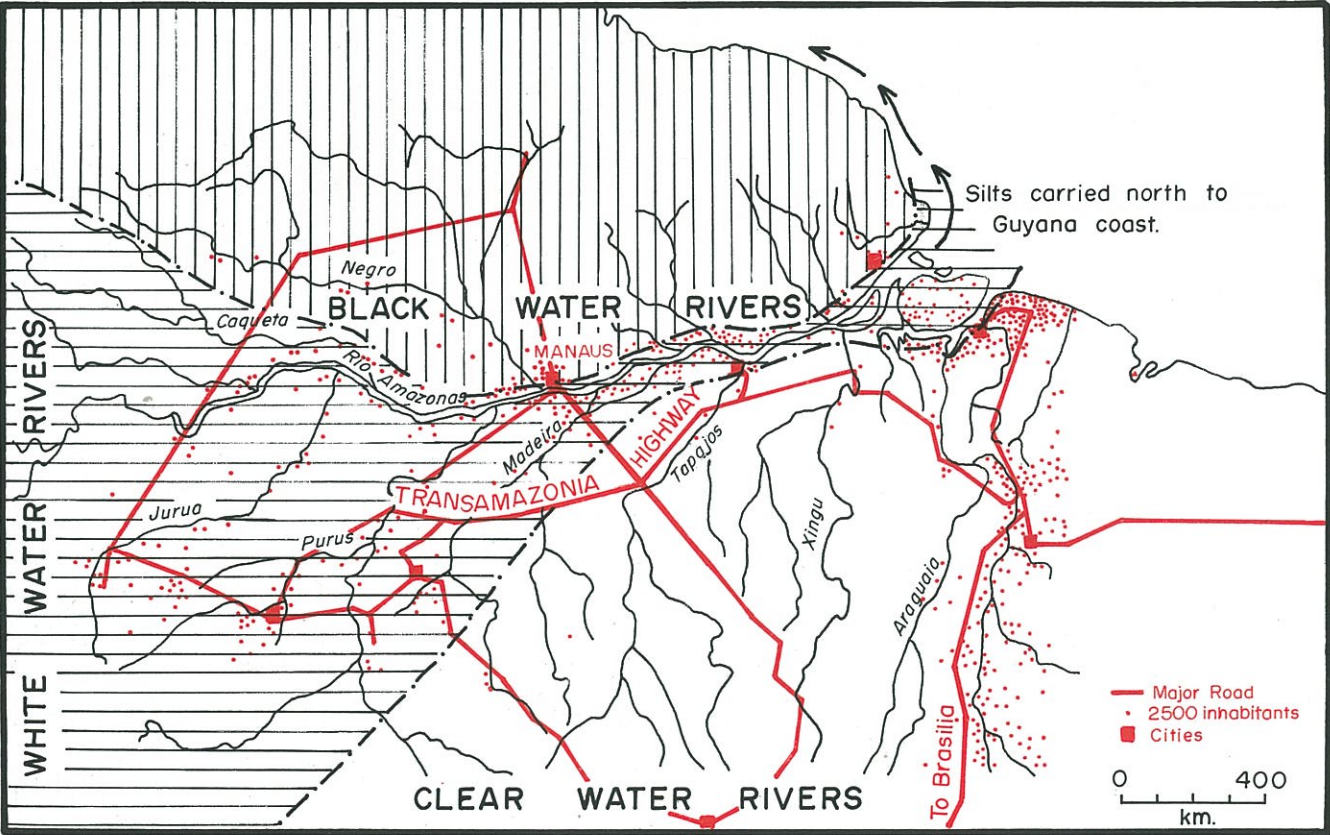 Silts carried north to
Guyana coast.
Negro
BLACK WATER RIVERS
Caqueta
MANAUS
Rio Amazonas
WHITE WATER RIVERS
HIGHWAY
Madeira
Tapajos
TRANSAMAZONIA
Xingu
Jurua
Purus
Araguaia
To Brasilia
Major Road
2500 inhabitants
Cities
0 400
km.
CLEAR WATER RIVERS